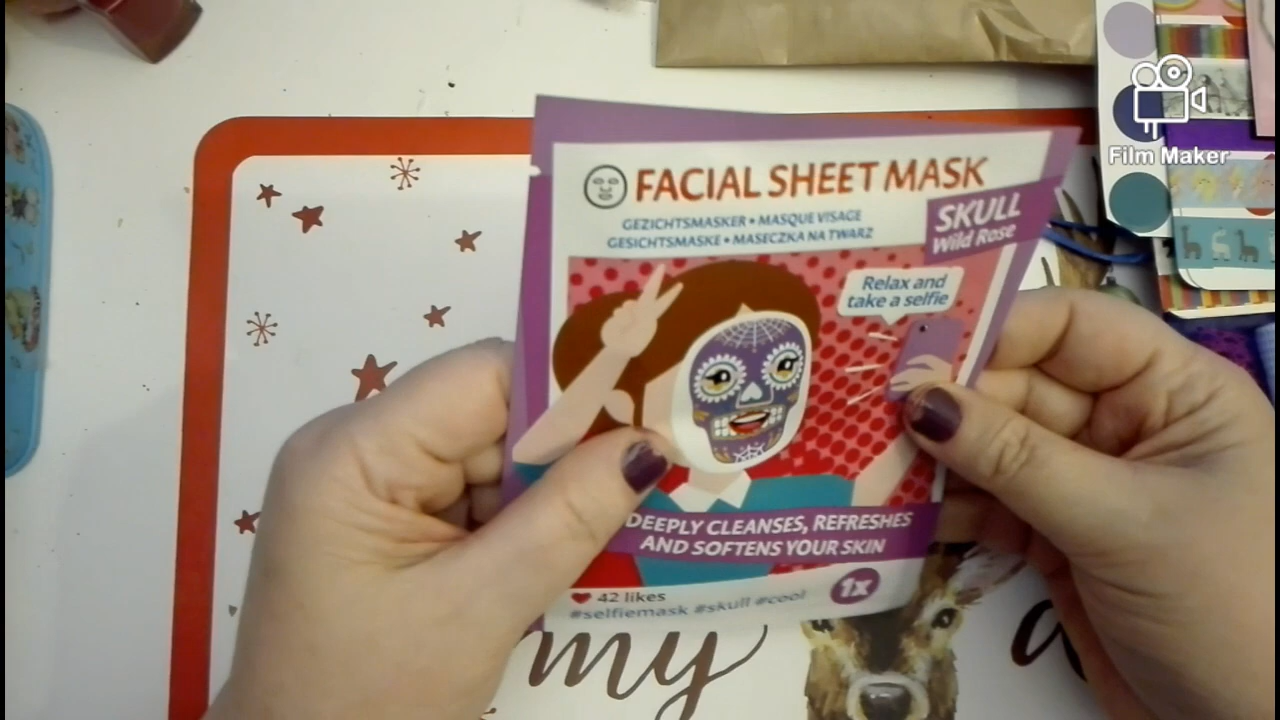 FACIAL SHEET MASK
GEZICHTSMASKER • MASQUE VISAGE
GESICHTSMASKE • MASECZKA NA TWARZ
SKULL
Wild Rose
Relax and
take a selfie
DEEPLY CLEANSES, REFRESHES
AND SOFTENS YOUR SKIN
1x
42 likes
#selfiemask #skull #cool
my
Film Maker